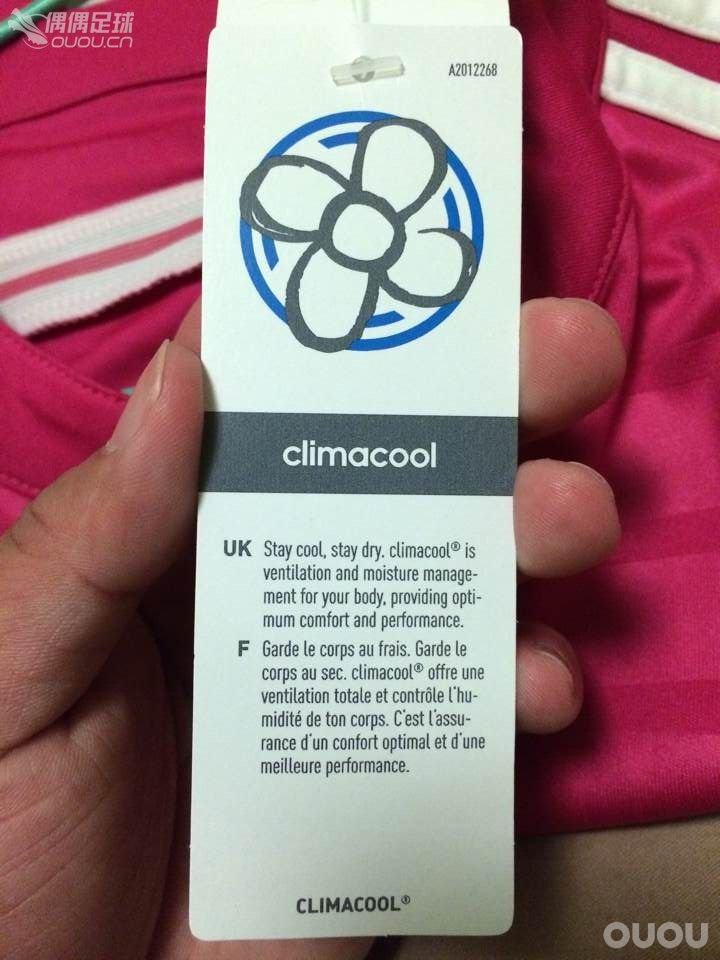 偶偶足球
OUOU.CN
A2012268
climacool
UK Stay cool, stay dry. climacool® is
ventilation and moisture manage-
ment for your body, providing opti-
mum comfort and performance.
F Garde le corps au frais. Garde le
corps au sec. climacool® offre une
ventilation totale et contrôle l'hu-
midité de ton corps. C'est l'assu-
rance d'un confort optimal et d'une
meilleure performance.
CLIMACOOL®
OUOU